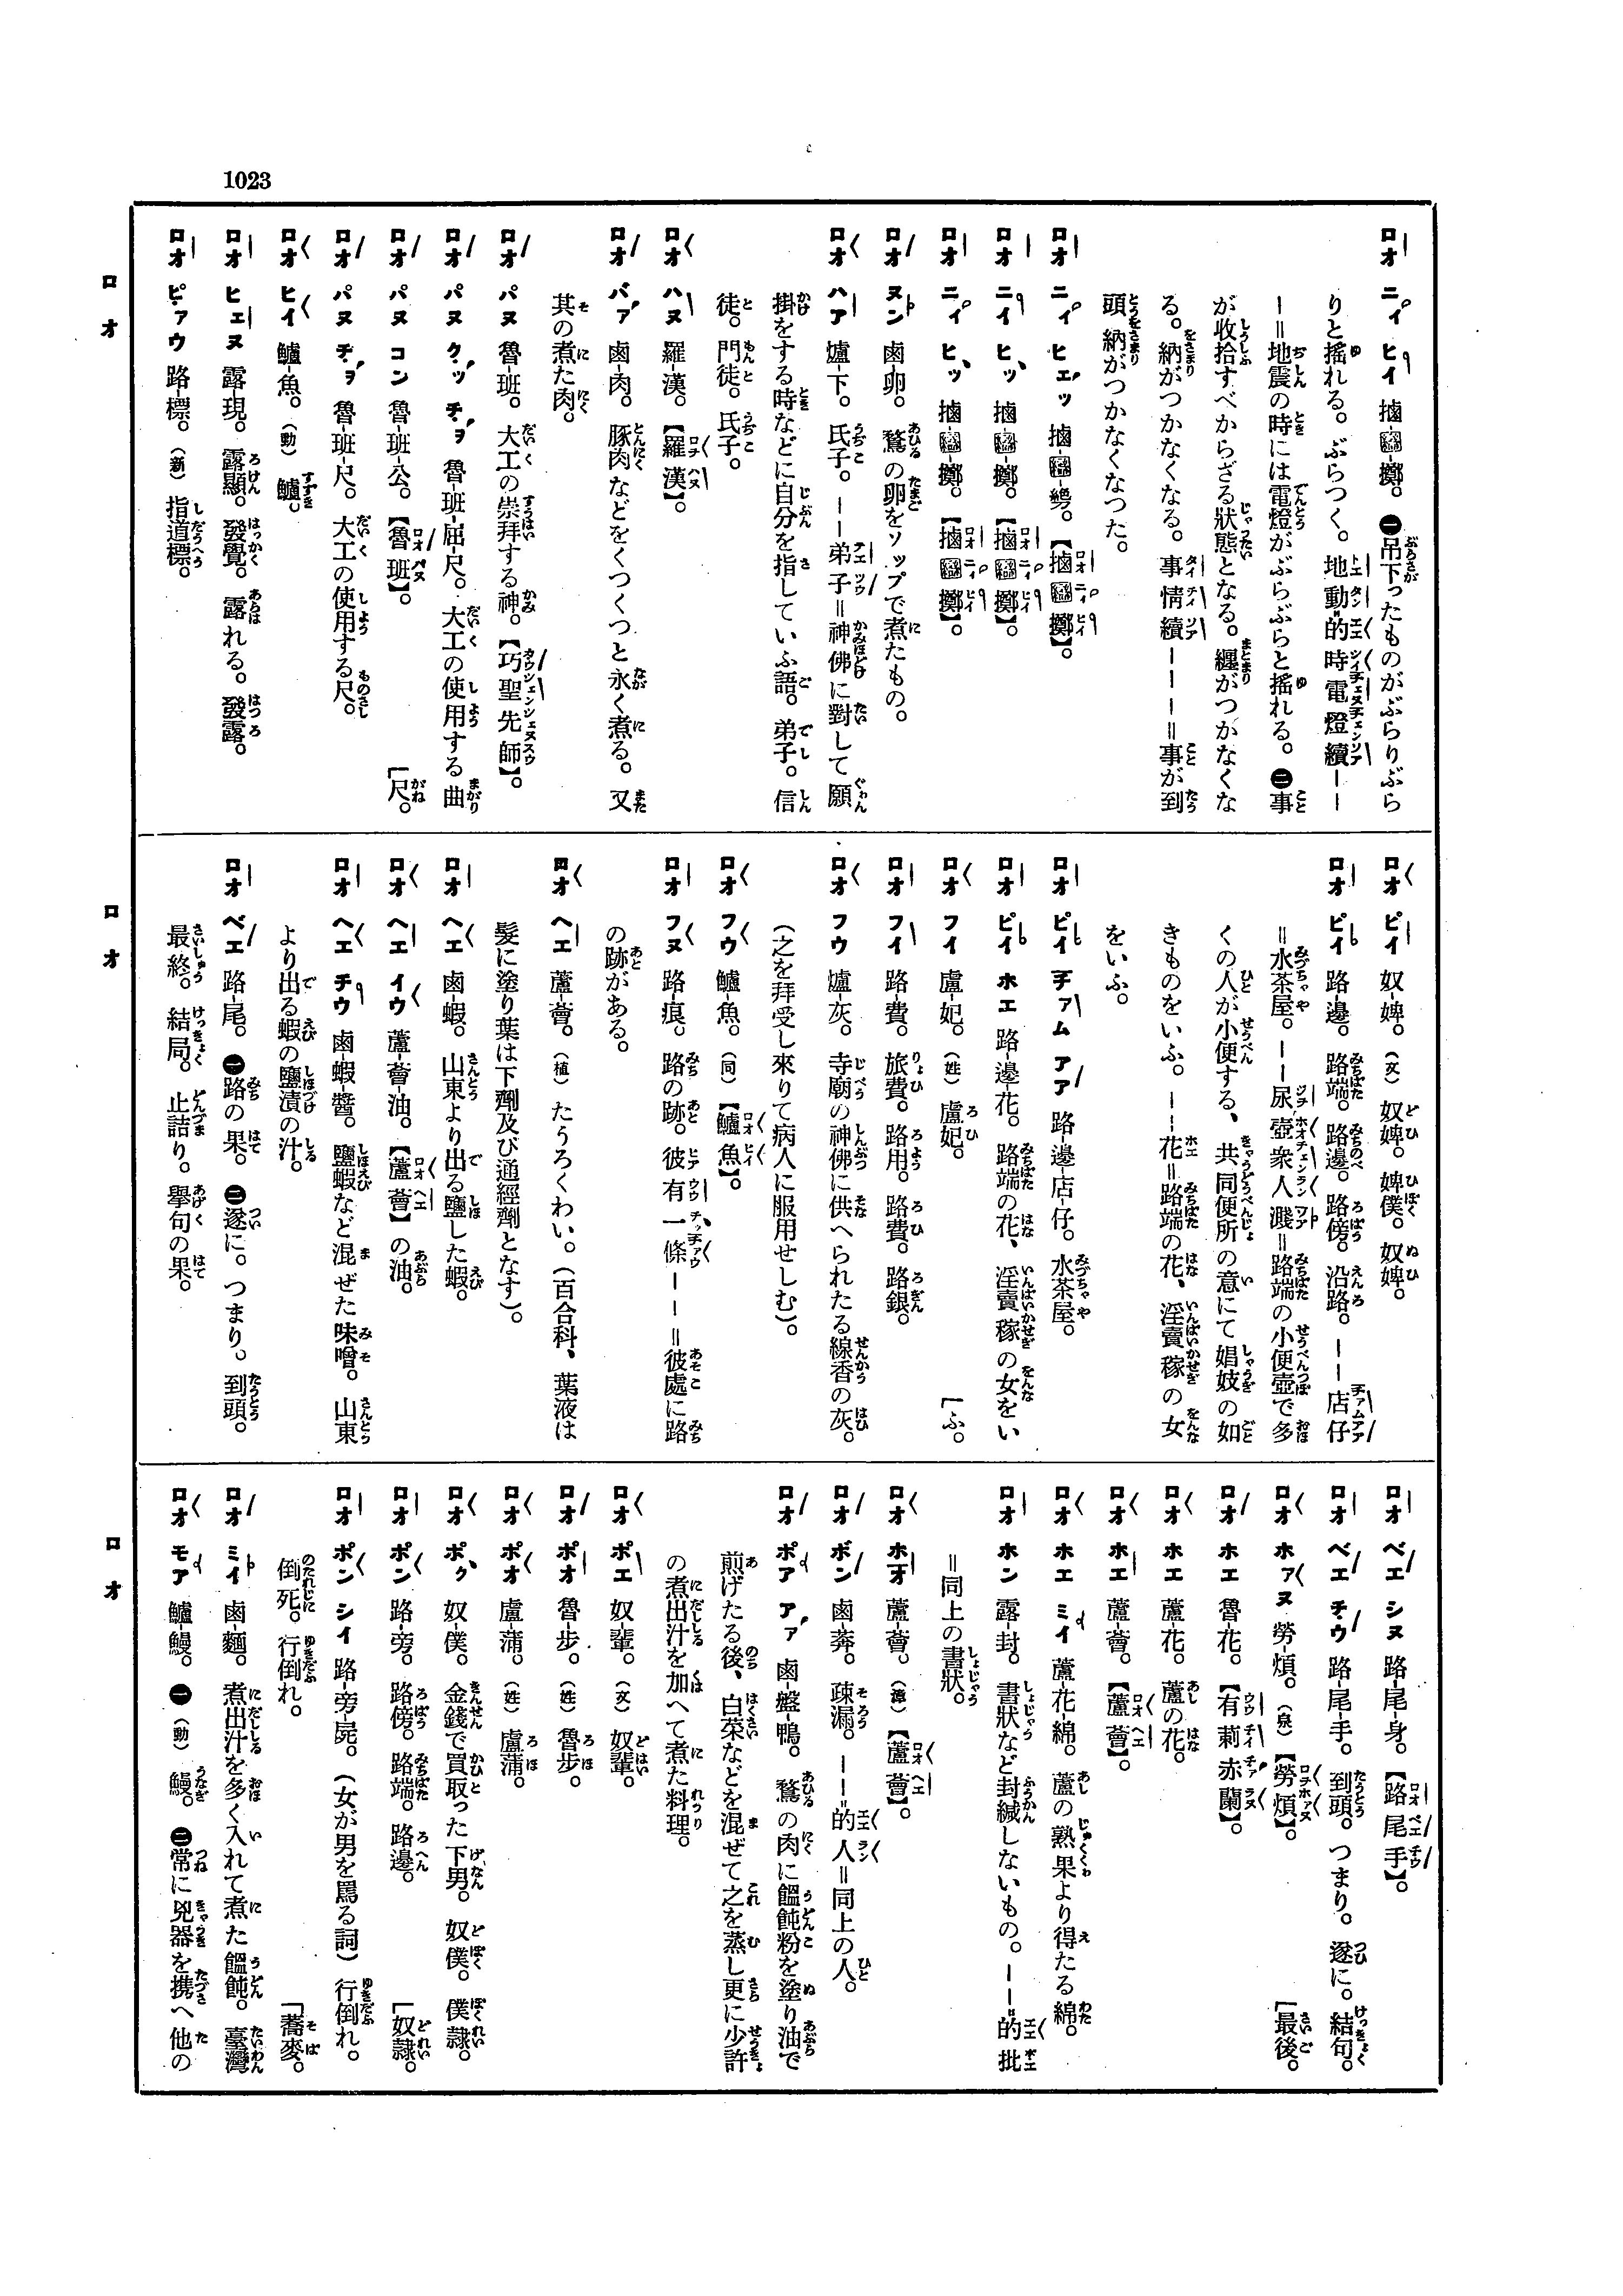 1023
ロオ ニィ ヒイ 擄-𰀀-擲。㊀吊下ったものがぶらりぶら
りと搖れる。ぶらつく。地動的時電燈續ーー
ー=地震の時には電燈がぶらぶらと搖れる。㊁事
が收拾すべからざる狀態となる。纏がつかなくな
る。納がつかなくなる。事情續ーーー=事が到
頭納がつかなくなつた。
ロオ ニィ ヒェッ
ロオ ニイ ヒッ
ロオ ニィ ヒッ
ロオ ヌン 鹵-卵。鶩の卵をソップで煮たもの。
ロオ ハア 爐-下。氏子。ーー弟子=神佛に對して願
掛をする時などに自分を指していふ語。弟子。信
徒。門徒。氏子。
ロオ ハヌ 羅-漢。【羅漢】。
ロオ バァ 鹵-肉。豚肉などをくつくつと永く煮る。又
其の煮た肉。
ロオ パヌ 魯-班。大工の崇拜する神。【巧聖先師】。
ロオ パヌ クッ チヺ 魯-班-屈-尺。大工の使用する曲
ロオ パヌ コン 魯-班-公。【魯班】。 [尺。
ロオ パヌ チヺ 魯-班-尺。大工の使用する尺。
ロオ ヒイ 鱸-魚。(動) 鱸。
ロオ ヒェヌ 露-現。露顯。發覺。露れる。發露。
ロオ ピァウ 路-標。(新) 指道標。
ロオ ピイ 奴-婢。(文) 奴婢。婢僕。奴婢。
ロオ ピイ 路-邊。路端。路邊。路傍。沿路。ーー店仔
=水茶屋。ーー尿壺衆人濺=路端の小便壺で多
くの人が小便する、共同便所の意にて娼妓の如
きものをいふ。ーー花=路端の花、淫賣稼の女
をいふ。
ロオ ピイ チァム アア 路-邊-店-仔。水茶屋。
ロオ ピイ ホエ 路-邊-花。路端の花、淫賣稼の女をい
ロオ フイ 盧-妃。(姓) 盧妃。 [ふ。
ロオ フイ 路-費。旅費。路用。路費。路銀。
ロオ フウ 爐-灰。寺廟の神佛に供へられたる線香の灰。
(之を拜受し來りて病人に服用せしむ)。
ロオ フウ 鱸-魚。(同)【鱸魚】。
ロオ フヌ 路-痕。路の跡。彼有一條ーーー=彼處に路
の跡がある。
ロオ ヘエ 蘆-薈。(植) たうろくわい。(百合科、葉液は
髮に塗り葉は下劑及び通經劑となす)。
ロオ ヘエ 鹵-蝦。山東より出る鹽した蝦。
ロオ ヘエ イウ 蘆-薈-油。【蘆薈】の油。
ロオ ヘエ チウ 鹵-蝦-醬。鹽蝦など混ぜた味噌。山東
より出る蝦の鹽漬の汁。
ロオ ベエ 路-尾。㊀路の果。㊁遂に。つまり。到頭。
最終。結局。止詰り。擧句の果。
ロオ ベエ シヌ 路-尾-身。【路尾手】。
ロオ ベエ チウ 路-尾-手。到頭。つまり。遂に。結句。
ロオ ホァヌ 勞-煩。(泉)【勞煩】。 [最後。
ロオ ホエ 魯-花。【有莿赤蘭】。
ロオ ホエ 蘆-花。蘆の花。
ロオ ホエ 蘆-薈。【蘆薈】。
ロオ ホエ ミイ 蘆-花-綿。蘆の熟果より得たる綿。
ロオ ホン 露-封。書狀など封緘しないもの。ーー的批
=同上の書狀。
ロオ ホヲ 蘆-薈。(漳)【蘆薈】。
ロオ ボン 鹵-莽。疎漏。ーー的人=同上の人。
ロオ ポア アァ 鹵-盤-鴨。鶩の肉に饂飩粉を塗り油で
煎げたる後、白菜などを混ぜて之を蒸し更に少許
の煮出汁を加へて煮た料理。
ロオ ポエ 奴-輩。(文) 奴輩。
ロオ ポオ 魯-步。(姓) 魯步。
ロオ ポオ 盧-蒲。(姓) 盧蒲。
ロオ ポㇰ 奴-僕。金錢で買取った下男。奴僕。僕隷。
ロオ ポン 路-旁。路傍。路端。路邊。 [奴隷。
ロオ ポン シイ 路-旁-屍。(女が男を罵る詞) 行倒れ。
倒死。行倒れ。 [蕎麥。
ロオ ミイ 鹵-麵。煮出汁を多く入れて煮た饂飩。臺灣
ロオ モア 鱸-鰻。㊀(動) 鰻。㊁常に兇器を携へ他の
ロオ
ロオ
ロオ